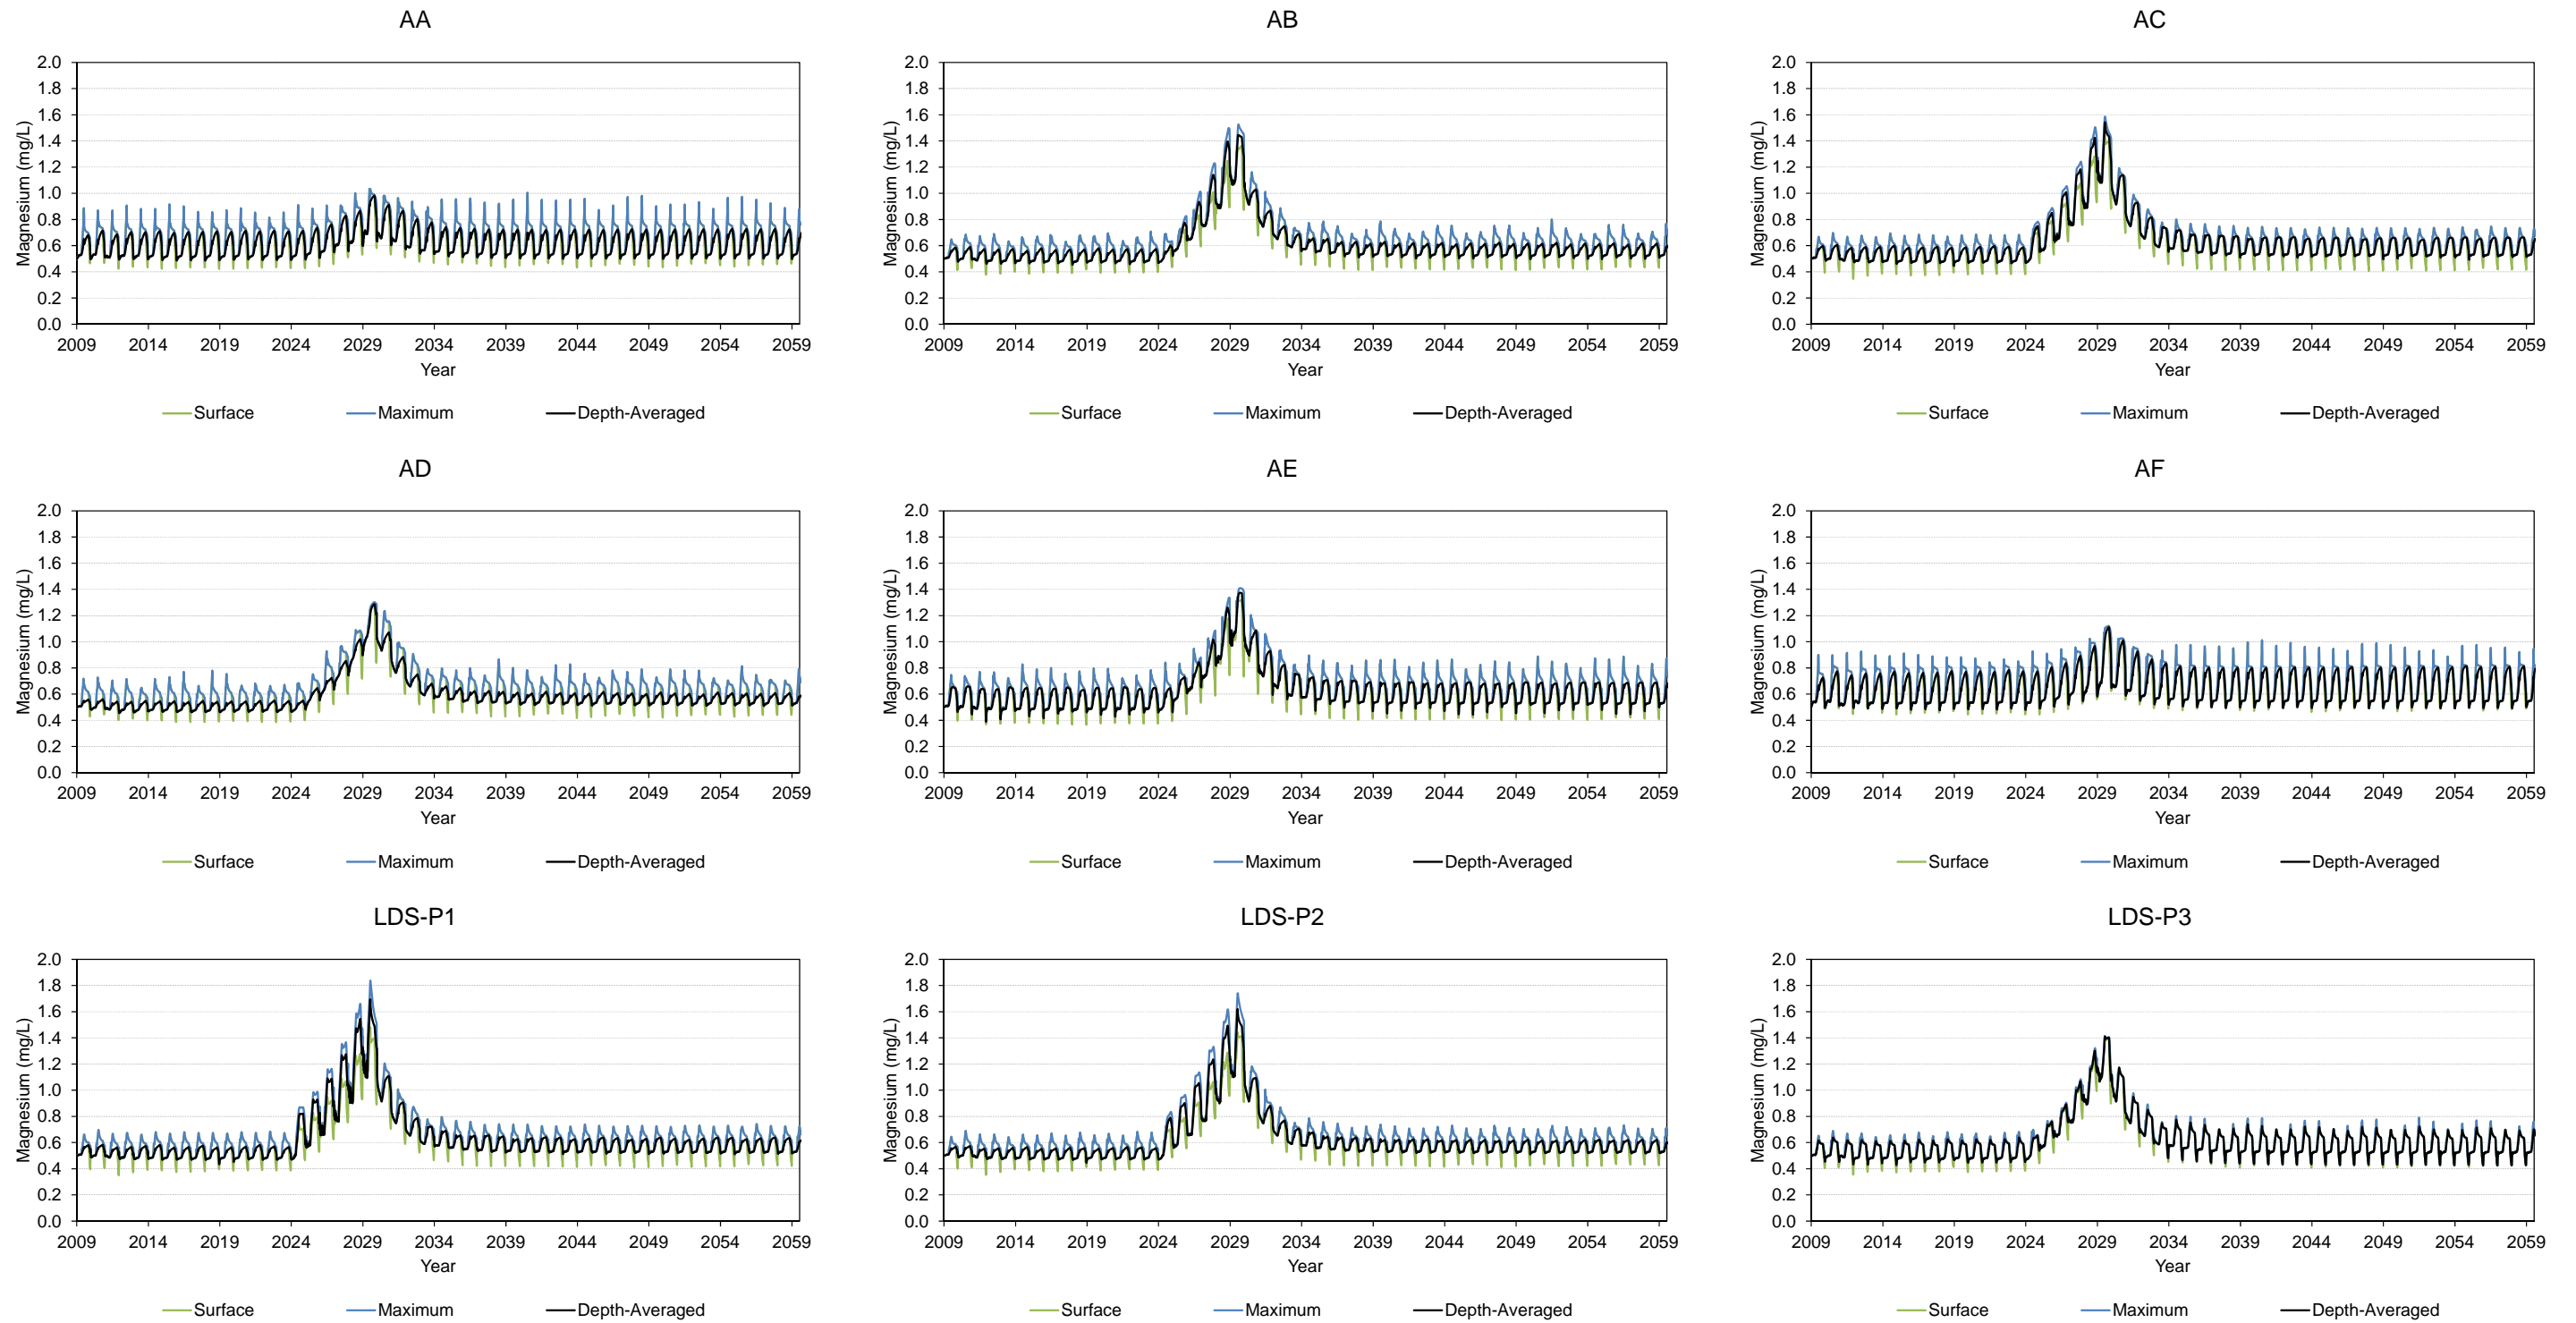 AA AB AC
2.0 2.0 2.0
1.8 1.8 1.8
1.6 1.6 1.6
1.4 1.4 1.4
1.2 1.2 1.2
1.0 1.0 1.0
0.8 0.8 0.8
0.6 0.6 0.6
0.4 0.4 0.4
0.2 0.2 0.2
0.0 0.0 0.0
Magnesium (mg/L) Magnesium (mg/L) Magnesium (mg/L)
2009 2014 2019 2024 2029 2034 2039 2044 2049 2054 2059 2009 2014 2019 2024 2029 2034 2039 2044 2049 2054 2059 2009 2014 2019 2024 2029 2034 2039 2044 2049 2054 2059
Year Year Year
Surface Maximum Depth-Averaged Surface Maximum Depth-Averaged Surface Maximum Depth-Averaged
AD AE AF
2.0 2.0 2.0
1.8 1.8 1.8
1.6 1.6 1.6
1.4 1.4 1.4
1.2 1.2 1.2
1.0 1.0 1.0
0.8 0.8 0.8
0.6 0.6 0.6
0.4 0.4 0.4
0.2 0.2 0.2
0.0 0.0 0.0
Magnesium (mg/L) Magnesium (mg/L) Magnesium (mg/L)
2009 2014 2019 2024 2029 2034 2039 2044 2049 2054 2059 2009 2014 2019 2024 2029 2034 2039 2044 2049 2054 2059 2009 2014 2019 2024 2029 2034 2039 2044 2049 2054 2059
Year Year Year
Surface Maximum Depth-Averaged Surface Maximum Depth-Averaged Surface Maximum Depth-Averaged
LDS-P1 LDS-P2 LDS-P3
2.0 2.0 2.0
1.8 1.8 1.8
1.6 1.6 1.6
1.4 1.4 1.4
1.2 1.2 1.2
1.0 1.0 1.0
0.8 0.8 0.8
0.6 0.6 0.6
0.4 0.4 0.4
0.2 0.2 0.2
0.0 0.0 0.0
Magnesium (mg/L) Magnesium (mg/L) Magnesium (mg/L)
2009 2014 2019 2024 2029 2034 2039 2044 2049 2054 2059 2009 2014 2019 2024 2029 2034 2039 2044 2049 2054 2059 2009 2014 2019 2024 2029 2034 2039 2044 2049 2054 2059
Year Year Year
Surface Maximum Depth-Averaged Surface Maximum Depth-Averaged Surface Maximum Depth-Averaged